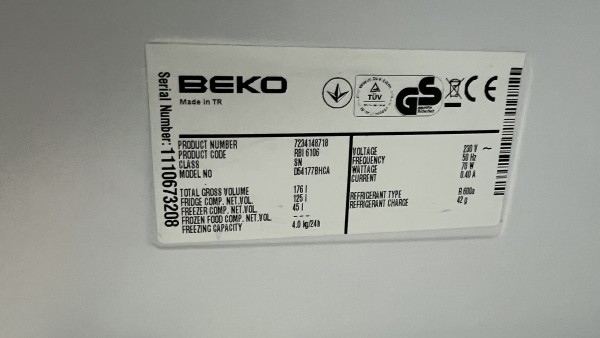 BEKO
Made in TR
Serial Number: 1110673208
TÜV
GS
geprüfte Sicherheit
CE
PRODUCT NUMBER 7234148718
PRODUCT CODE RBI 6106
CLASS SN
MODEL NO D54177BHCA
TOTAL GROSS VOLUME 176 l
FRIDGE COMP. NET.VOL. 125 l
FREEZER COMP. NET.VOL. 45 l
FROZEN FOOD COMP. NET.VOL. ---
FREEZING CAPACITY 4.0 kg/24h
VOLTAGE 230 V ~
FREQUENCY 50 Hz
WATTAGE 70 W
CURRENT 0.40 A
REFRIGERANT TYPE R 600a
REFRIGERANT CHARGE 42 g